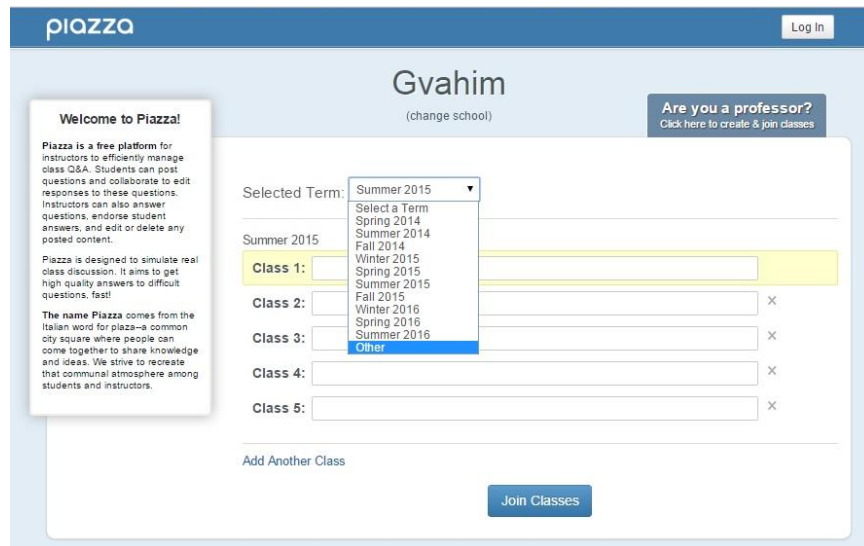 piazza
Log In
Gvahim
(change school)
Are you a professor?
Click here to create & join classes
Welcome to Piazza!
Piazza is a free platform for
instructors to efficiently manage
class Q&A. Students can post
questions and collaborate to edit
responses to these questions.
Instructors can also answer
questions, endorse student
answers, and edit or delete any
posted content.
Piazza is designed to simulate real
class discussion. It aims to get
high quality answers to difficult
questions, fast!
The name Piazza comes from the
Italian word for plaza--a common
city square where people can
come together to share knowledge
and ideas. We strive to recreate
that communal atmosphere among
students and instructors.
Selected Term: Summer 2015
Select a Term
Spring 2014
Summer 2014
Fall 2014
Winter 2015
Spring 2015
Summer 2015
Fall 2015
Winter 2016
Spring 2016
Summer 2016
Other
Summer 2015
Class 1:
Class 2:
Class 3:
Class 4:
Class 5:
Add Another Class
Join Classes